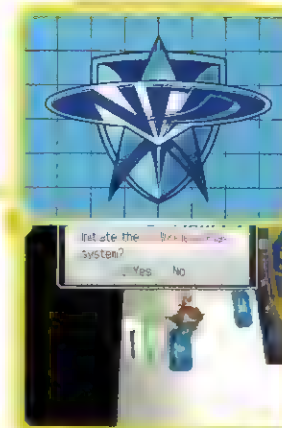 Initiate the
system?
Yes No